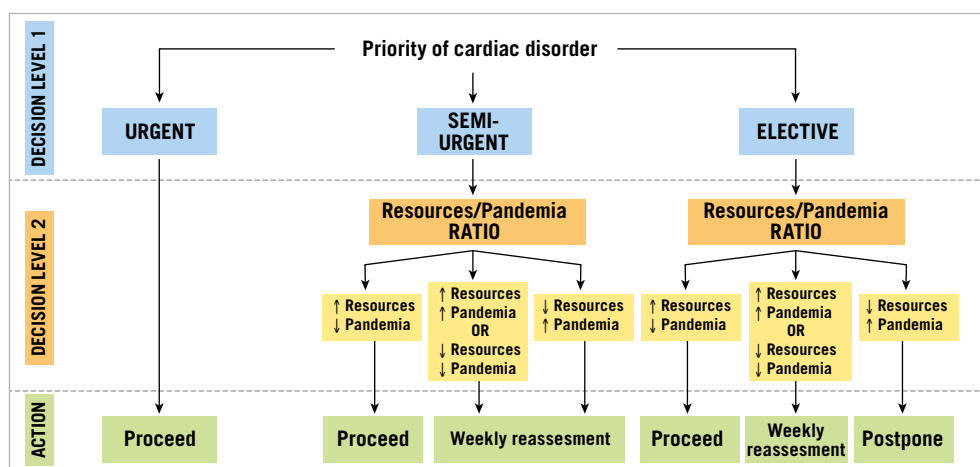 DECISION LEVEL 1
Priority of cardiac disorder
URGENT
SEMI-
URGENT
ELECTIVE
DECISION LEVEL 2
Resources/Pandemia
RATIO
Resources/Pandemia
RATIO
↑ Resources
↓ Pandemia
↑ Resources
↑ Pandemia
OR
↓ Resources
↓ Pandemia
↓ Resources
↑ Pandemia
↑ Resources
↓ Pandemia
↑ Resources
↑ Pandemia
OR
↓ Resources
↓ Pandemia
↓ Resources
↑ Pandemia
ACTION
Proceed
Proceed
Weekly reassesment
Proceed
Weekly
reassesment
Postpone